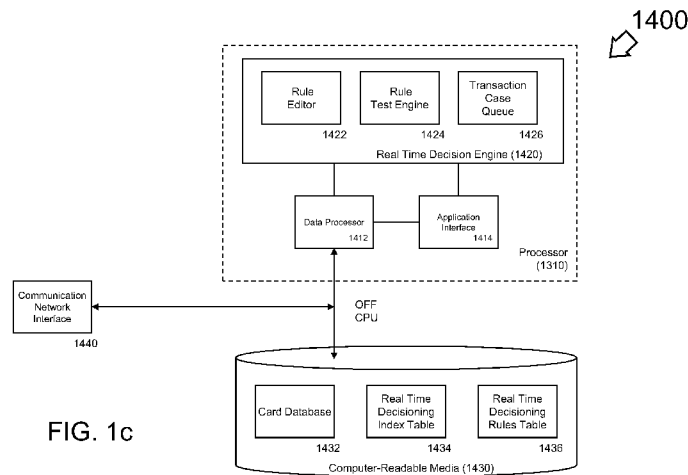 1400
Rule
Editor
1422
Rule
Test Engine
1424
Transaction
Case
Queue
1426
Real Time Decision Engine (1420)
Data Processor
1412
Application
Interface
1414
Processor
(1310)
Communication
Network
Interface
1440
OFF
CPU
Card Database
1432
Real Time
Decisioning
Index Table
1434
Real Time
Decisioning
Rules Table
1436
Computer-Readable Media (1430)
FIG. 1c